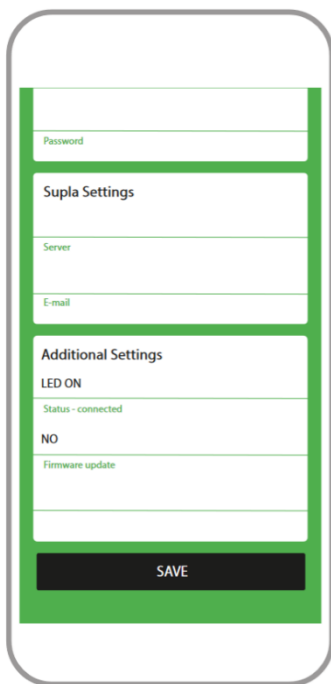 Password
Supla Settings
Server
E-mail
Additional Settings
LED ON
Status - connected
NO
Firmware update
SAVE